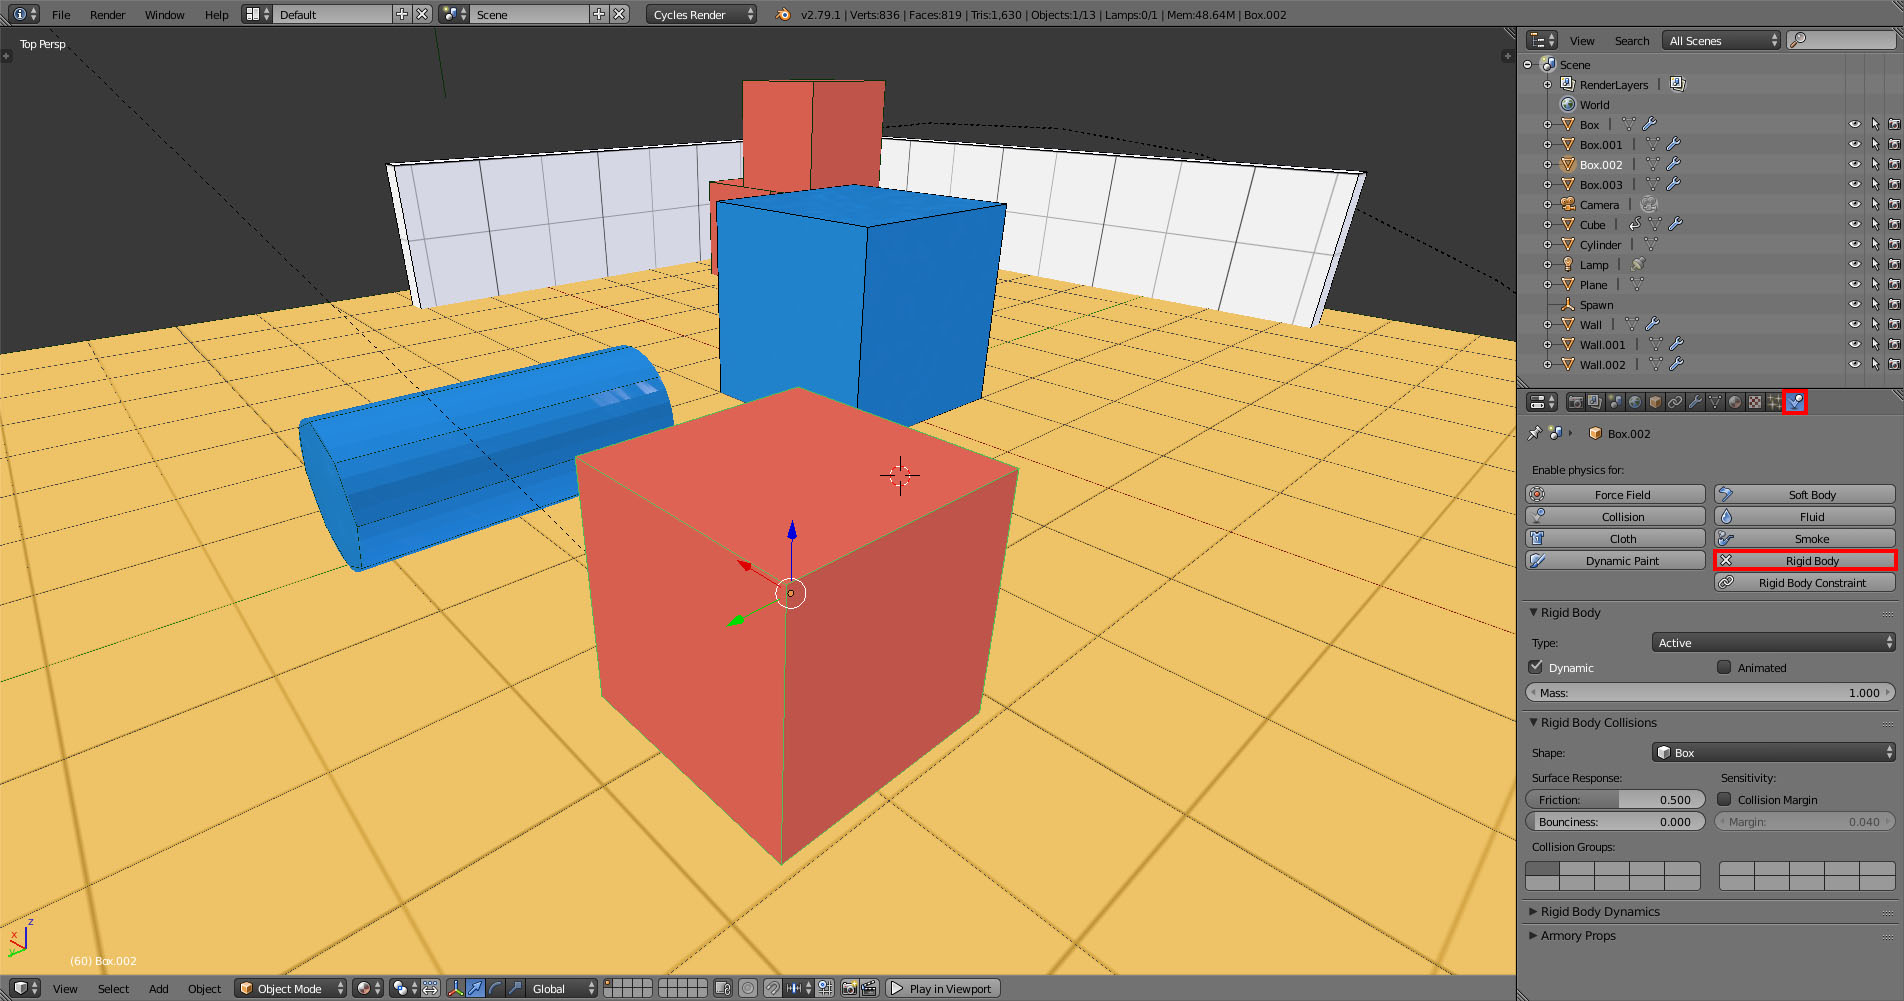 File Render Window Help Default Scene Cycles Render v2.79.1 | Verts:836 | Faces:819 | Tris:1,630 | Objects:1/13 | Lamps:0/1 | Mem:48.64M | Box.002
Top Persp
View Search All Scenes
Scene
RenderLayers
World
Box
Box.001
Box.002
Box.003
Camera
Cube
Cylinder
Lamp
Plane
Spawn
Wall
Wall.001
Wall.002
Box.002
Enable physics for:
Force Field Soft Body
Collision Fluid
Cloth Smoke
Dynamic Paint Rigid Body
Rigid Body Constraint
Rigid Body
Type: Active
Dynamic Animated
Mass: 1.000
Rigid Body Collisions
Shape: Box
Surface Response: Sensitivity:
Friction: 0.500 Collision Margin
Bounciness: 0.000 Margin: 0.040
Collision Groups:
Rigid Body Dynamics
Armory Props
z
x
y
(60) Box.002
View Select Add Object Object Mode Global Play in Viewport